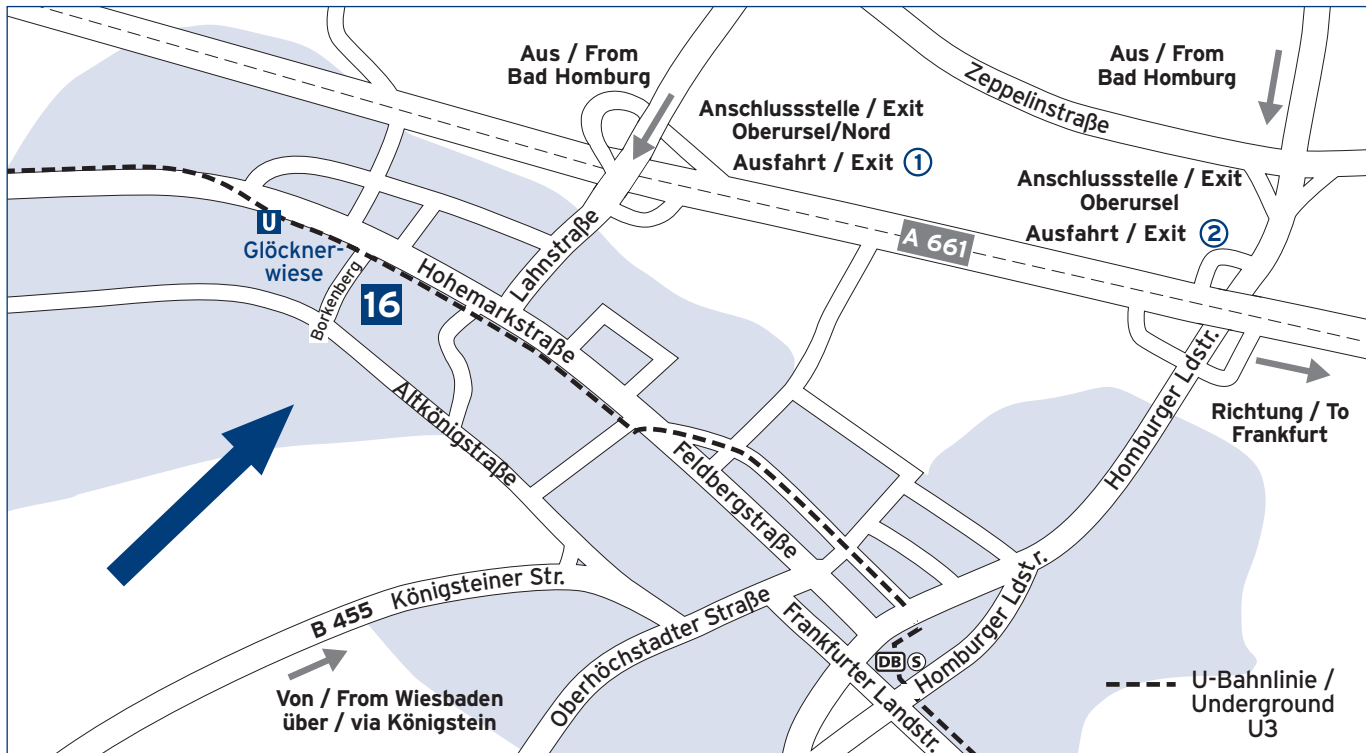 Aus / From
Bad Homburg
Aus / From
Bad Homburg
Zeppelinstraße
Anschlussstelle / Exit
Oberursel/Nord
Ausfahrt / Exit 1
Anschlussstelle / Exit
Oberursel
Ausfahrt / Exit 2
A 661
U
Glöckner-
wiese
Borkenberg
16
Hohemarkstraße
Lahnstraße
Altkönigstraße
Feldbergstraße
Homburger Ldstr.
Richtung / To
Frankfurt
B 455 Königsteiner Str.
Oberhöchstadter Straße
Frankfurter Landstr.
Homburger Ldst.r.
DB S
Von / From Wiesbaden
über / via Königstein
U-Bahnlinie /
Underground
U3